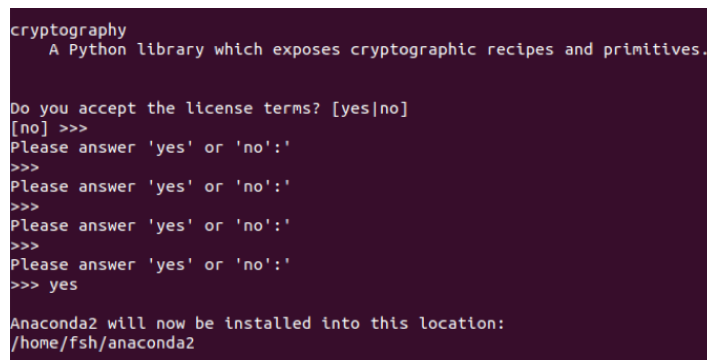 cryptography
A Python library which exposes cryptographic recipes and primitives.
Do you accept the license terms? [yes|no]
[no] >>>
Please answer 'yes' or 'no':'
>>>
Please answer 'yes' or 'no':'
>>>
Please answer 'yes' or 'no':'
>>>
Please answer 'yes' or 'no':'
>>> yes
Anaconda2 will now be installed into this location:
/home/fsh/anaconda2